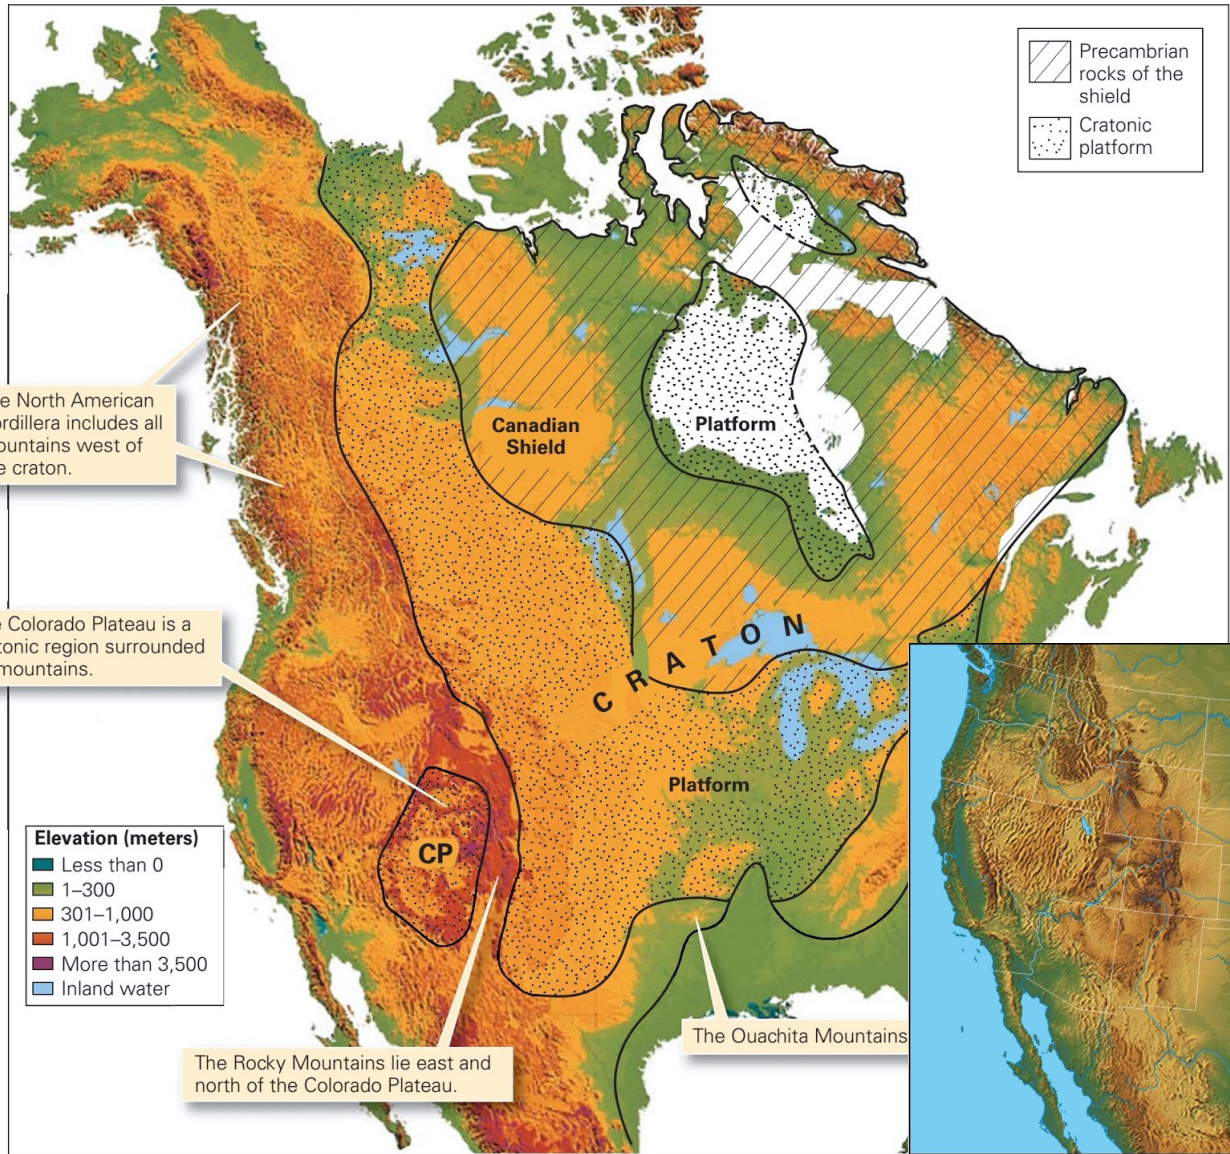 Precambrian
rocks of the
shield
Cratonic
platform
North American
includes all
west of
craton.
Canadian
Shield
Platform
Colorado Plateau is a
region surrounded
mountains.
CRATON
Platform
CP
Elevation (meters)
Less than 0
1–300
301–1,000
1,001–3,500
More than 3,500
Inland water
The Rocky Mountains lie east and
north of the Colorado Plateau.
The Ouachita Mountains